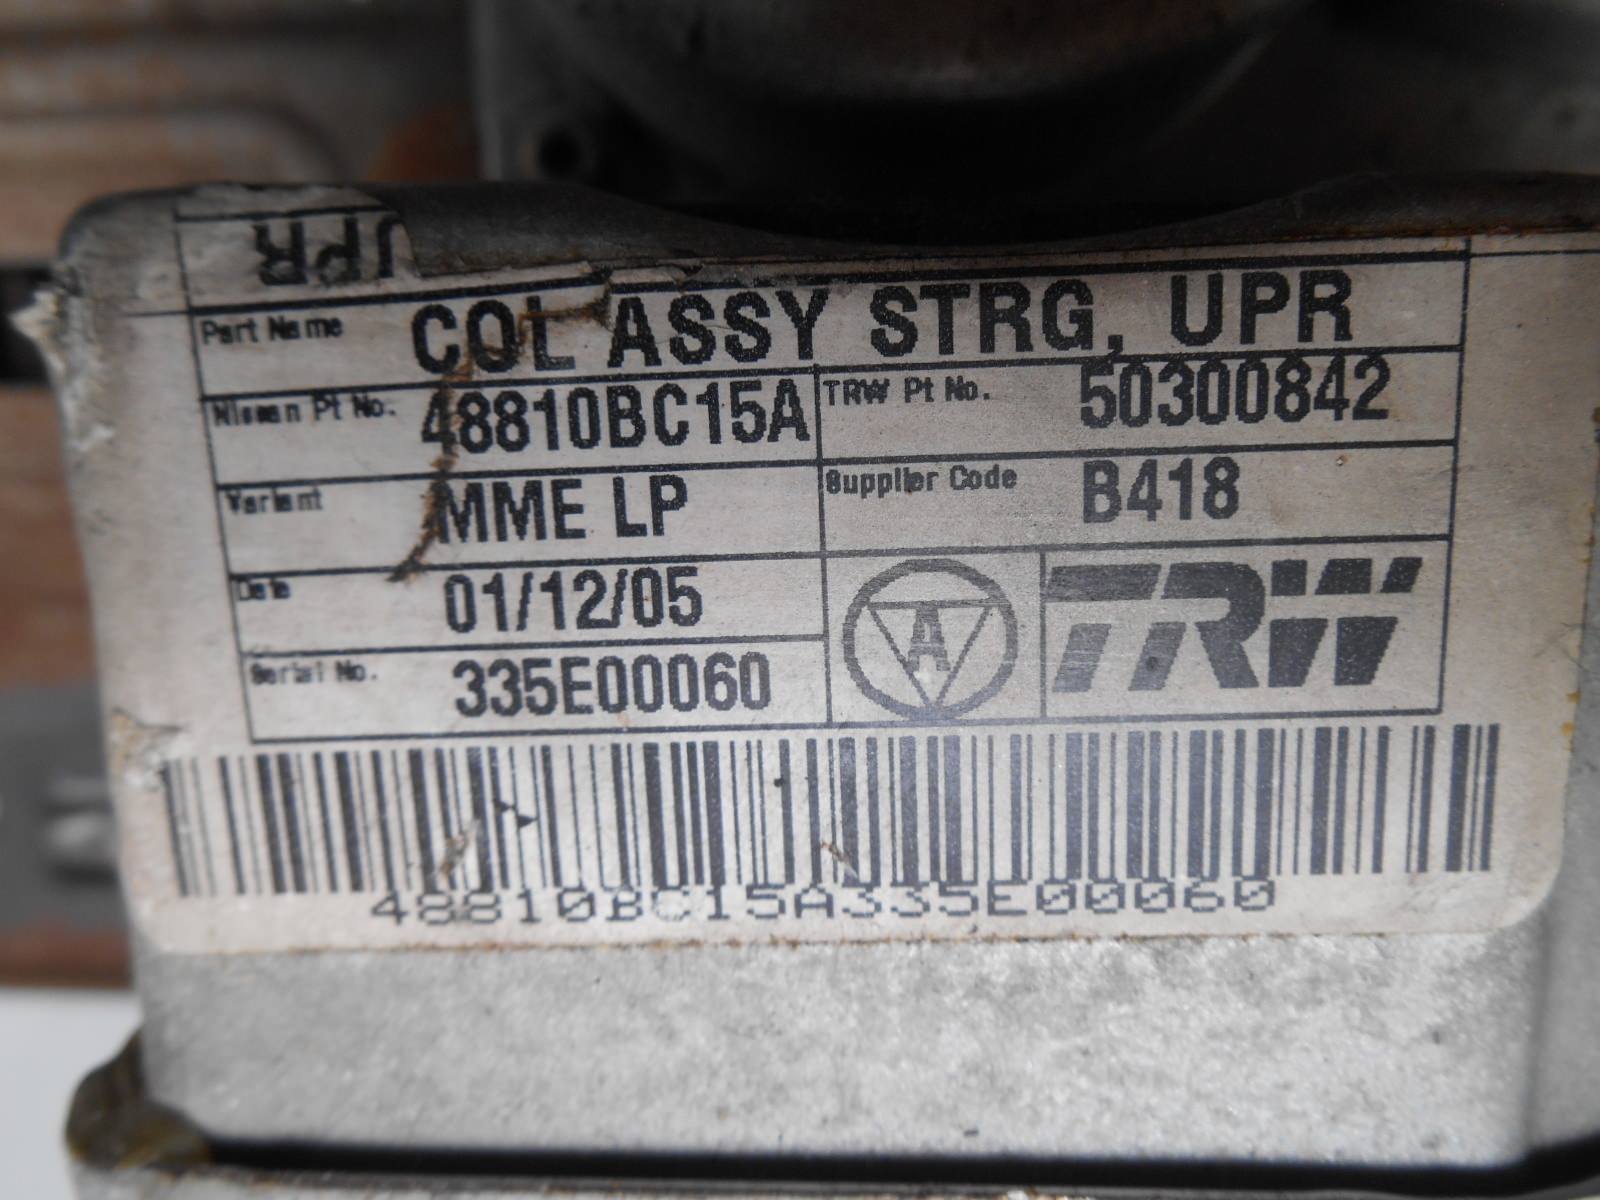 UPR
Part Name COL ASSY STRG, UPR
Nissan Pt No. 48810BC15A TRW Pt No. 50300842
Variant MME LP Supplier Code B418
Date 01/12/05 A TRW
Serial No. 335E00060
48810BC15A335E00060